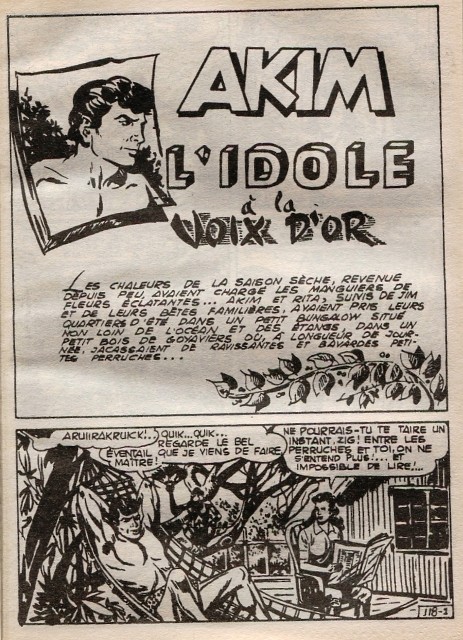 AKIM
L'IDOLE
à la
VOIX D'OR
LES CHALEURS DE LA SAISON SÈCHE, REVENUE
DEPUIS PEU, AVAIENT CHARGÉ LES MANGUIERS DE
FLEURS ÉCLATANTES... AKIM ET RITA, SUIVIS DE JIM
ET DE LEURS BÊTES FAMILIÈRES, AVAIENT PRIS LEURS
QUARTIERS D'ÉTÉ DANS UN PETIT BUNGALOW SITUÉ
NON LOIN DE L'OCÉAN ET DES ÉTANGS, DANS UN
PETIT BOIS DE GOYAVIERS OÙ, À LONGUEUR DE JOUR-
NÉE, JACASSAIENT DE RAVISSANTES ET BAVARDES PETI-
TES PERRUCHES...
ARUIIRAKRUICK!..
ÉVENTAIL
MAÎTRE!
QUIK...QUIK...
REGARDE LE BEL
QUE JE VIENS DE FAIRE
NE POURRAIS-TU TE TAIRE UN
INSTANT, ZIG! ENTRE LES
PERRUCHES ET TOI, ON NE
S'ENTEND PLUS.... ET
IMPOSSIBLE DE LIRE!...
118-1